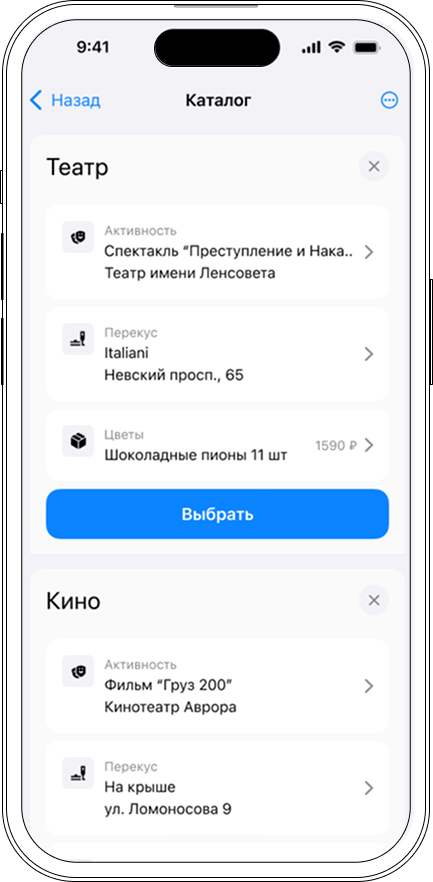 9:41
Назад
Каталог
Театр
Активность
Спектакль “Преступление и Нака..
Театр имени Ленсовета
Перекус
Italiani
Невский просп., 65
Цветы
Шоколадные пионы 11 шт
1590 ₽
Выбрать
Кино
Активность
Фильм “Груз 200”
Кинотеатр Аврора
Перекус
На крыше
ул. Ломоносова 9